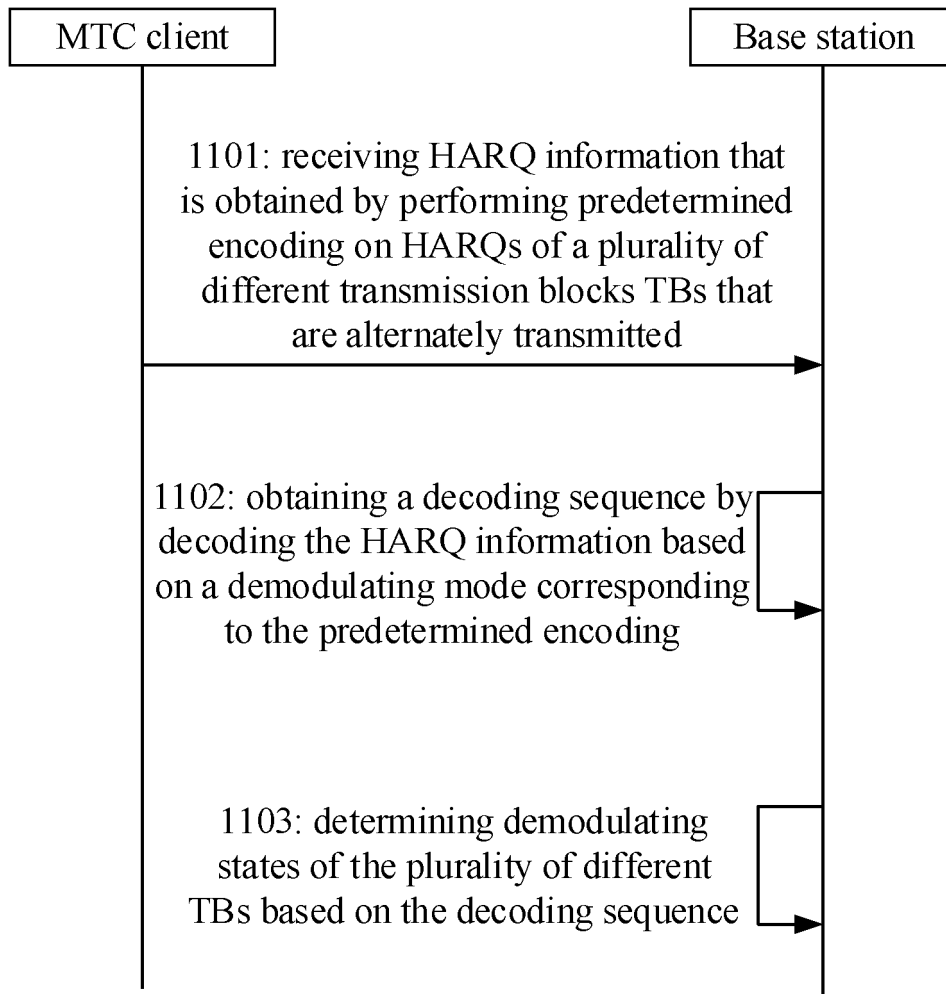 MTC client
Base station
1101: receiving HARQ information that
is obtained by performing predetermined
encoding on HARQs of a plurality of
different transmission blocks TBs that
are alternately transmitted
1102: obtaining a decoding sequence by
decoding the HARQ information based
on a demodulating mode corresponding
to the predetermined encoding
1103: determining demodulating
states of the plurality of different
TBs based on the decoding sequence